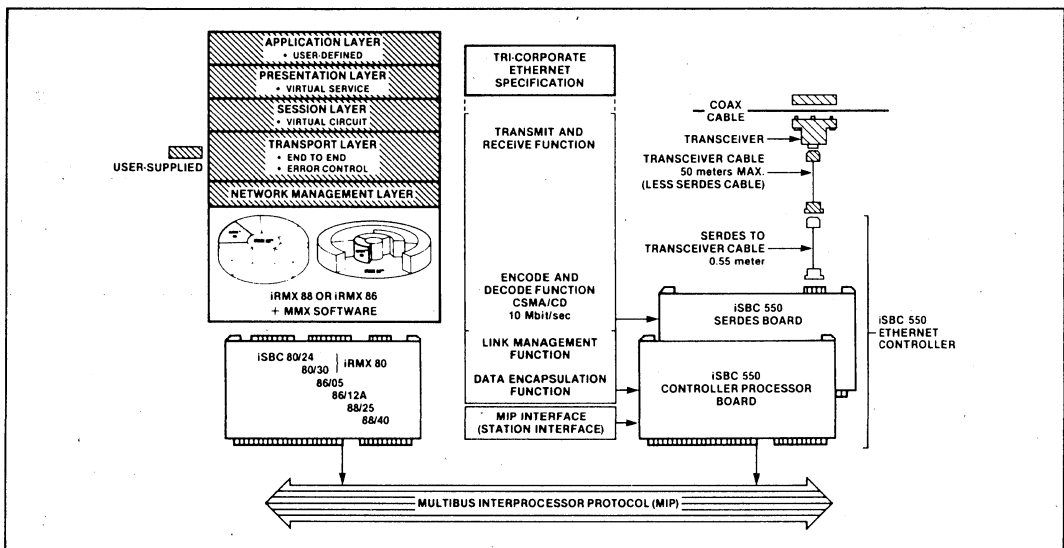 APPLICATION LAYER
• USER-DEFINED
PRESENTATION LAYER
• VIRTUAL SERVICE
SESSION LAYER
• VIRTUAL CIRCUIT
TRANSPORT LAYER
• END TO END
• ERROR CONTROL
NETWORK MANAGEMENT LAYER
USER-SUPPLIED
iRMX 88 OR iRMX 86
+ MMX SOFTWARE
iSBC 80/24
80/30
iRMX 80
86/05
86/12A
88/25
88/40
TRI-CORPORATE
ETHERNET
SPECIFICATION
TRANSMIT AND
RECEIVE FUNCTION
ENCODE AND
DECODE FUNCTION
CSMA/CD
10 Mbit/sec
LINK MANAGEMENT
FUNCTION
DATA ENCAPSULATION
FUNCTION
MIP INTERFACE
(STATION INTERFACE)
COAX
CABLE
TRANSCEIVER
TRANSCEIVER CABLE
50 meters MAX.
(LESS SERDES CABLE)
SERDES TO
TRANSCEIVER CABLE
0.55 meter
iSBC 550
SERDES BOARD
iSBC 550
CONTROLLER PROCESSOR
BOARD
iSBC 550
ETHERNET
CONTROLLER
MULTIBUS INTERPROCESSOR PROTOCOL (MIP)